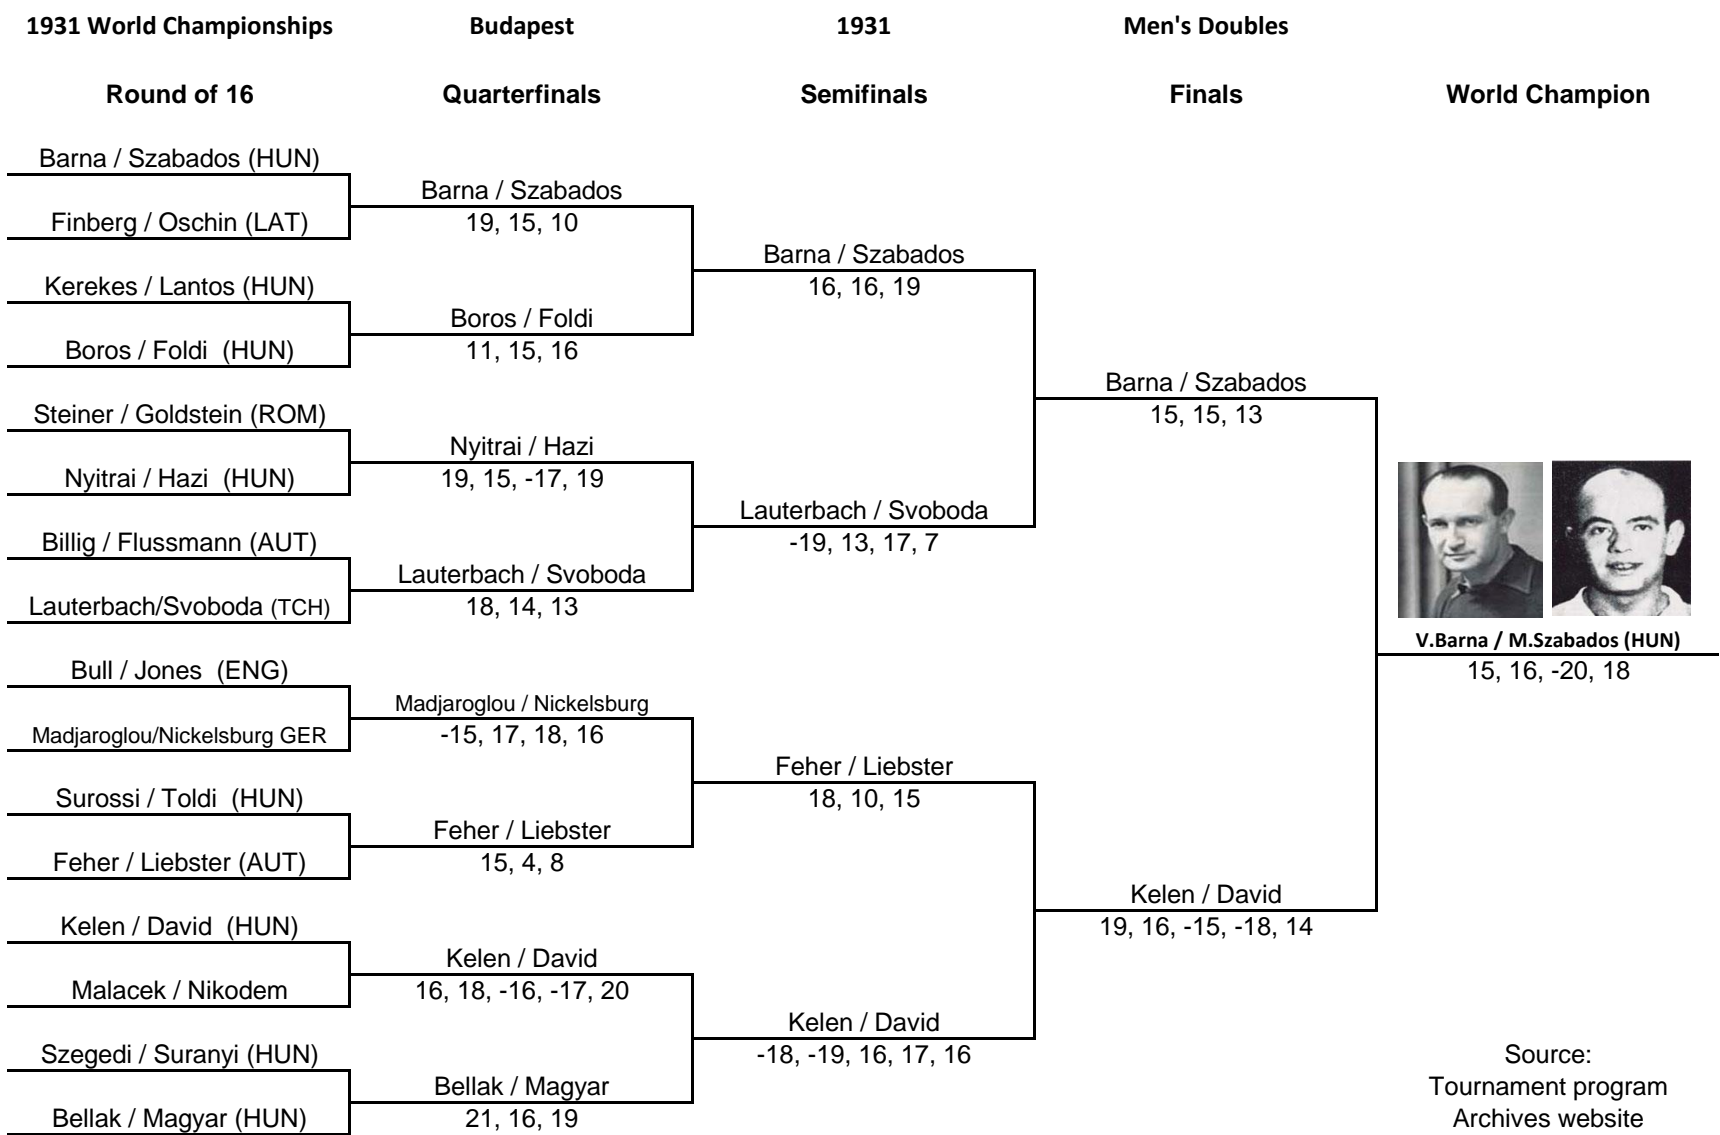 1931 World Championships
Budapest
1931
Men's Doubles
Round of 16
Quarterfinals
Semifinals
Finals
World Champion
Barna / Szabados (HUN)
Finberg / Oschin (LAT)
Kerekes / Lantos (HUN)
Boros / Foldi  (HUN)
Steiner / Goldstein (ROM)
Nyitrai / Hazi  (HUN)
Billig / Flussmann (AUT)
Lauterbach/Svoboda (TCH)
Bull / Jones  (ENG)
Madjaroglou/Nickelsburg GER
Surossi / Toldi  (HUN)
Feher / Liebster (AUT)
Kelen / David  (HUN)
Malacek / Nikodem
Szegedi / Suranyi (HUN)
Bellak / Magyar (HUN)
Barna / Szabados
19, 15, 10
Boros / Foldi
11, 15, 16
Nyitrai / Hazi
19, 15, -17, 19
Lauterbach / Svoboda
18, 14, 13
Madjaroglou / Nickelsburg
-15, 17, 18, 16
Feher / Liebster
15, 4, 8
Kelen / David
16, 18, -16, -17, 20
Bellak / Magyar
21, 16, 19
Barna / Szabados
16, 16, 19
Lauterbach / Svoboda
-19, 13, 17, 7
Feher / Liebster
18, 10, 15
Kelen / David
-18, -19, 16, 17, 16
Barna / Szabados
15, 15, 13
Kelen / David
19, 16, -15, -18, 14
V.Barna / M.Szabados (HUN)
15, 16, -20, 18
Source:
Tournament program
Archives website